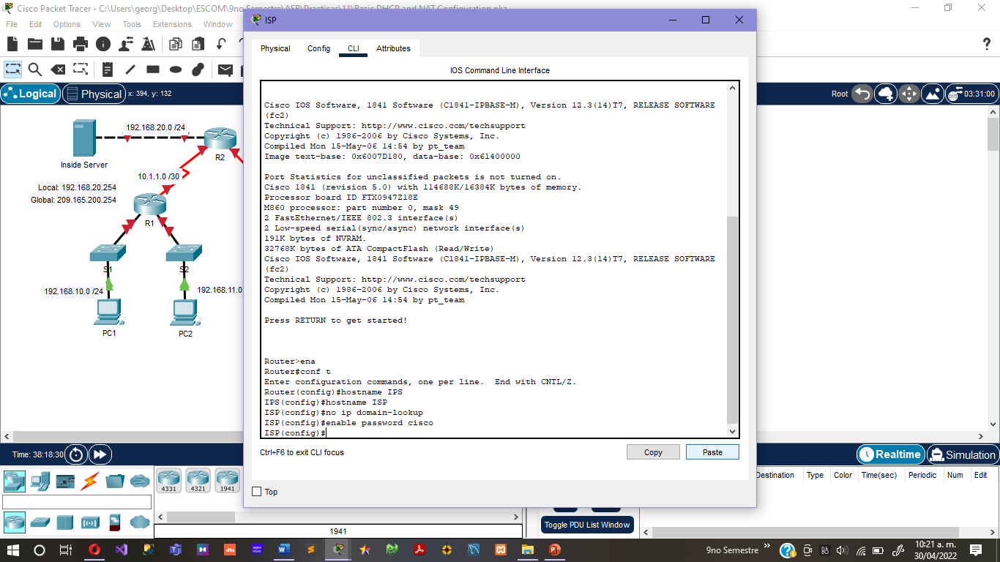 Cisco Packet Tracer - C:\Users\georg\Desktop\ESCOM\9no Semestre\ASR\Practicas\11\Basic DHCP and NAT Configuration.pka
File Edit Options View Tools Extensions Window
ISP
Physical Config CLI Attributes
IOS Command Line Interface
Logical
Physical
x: 394, y: 132
Root
03:31:00
192.168.20.0 /24
R2
Inside Server
10.1.1.0 /30
Local: 192.168.20.254
Global: 209.165.200.254
R1
S1
S2
192.168.10.0 /24
192.168.11.0
PC1
PC2
Cisco IOS Software, 1841 Software (C1841-IPBASE-M), Version 12.3(14)T7, RELEASE SOFTWARE
(fc2)
Technical Support: http://www.cisco.com/techsupport
Copyright (c) 1986-2006 by Cisco Systems, Inc.
Compiled Mon 15-May-06 14:54 by pt_team
Image text-base: 0x6007D180, data-base: 0x61400000
Port Statistics for unclassified packets is not turned on.
Cisco 1841 (revision 5.0) with 114688K/16384K bytes of memory.
Processor board ID FTX0947Z18E
M860 processor: part number 0, mask 49
2 FastEthernet/IEEE 802.3 interface(s)
2 Low-speed serial(sync/async) network interface(s)
191K bytes of NVRAM.
32768K bytes of ATA CompactFlash (Read/Write)
Cisco IOS Software, 1841 Software (C1841-IPBASE-M), Version 12.3(14)T7, RELEASE SOFTWARE
(fc2)
Technical Support: http://www.cisco.com/techsupport
Copyright (c) 1986-2006 by Cisco Systems, Inc.
Compiled Mon 15-May-06 14:54 by pt_team
Press RETURN to get started!
Router>ena
Router#conf t
Enter configuration commands, one per line.  End with CNTL/Z.
Router(config)#hostname IPS
IPS(config)#hostname ISP
ISP(config)#no ip domain-lookup
ISP(config)#enable password cisco
ISP(config)#
Ctrl+F6 to exit CLI focus
Copy
Paste
Top
Time: 38:18:30
Realtime
Simulation
4331
4321
1941
Destination Type Color Time(sec) Periodic Num Edit
Toggle PDU List Window
1941
9no Semestre
10:21 a. m.
30/04/2022